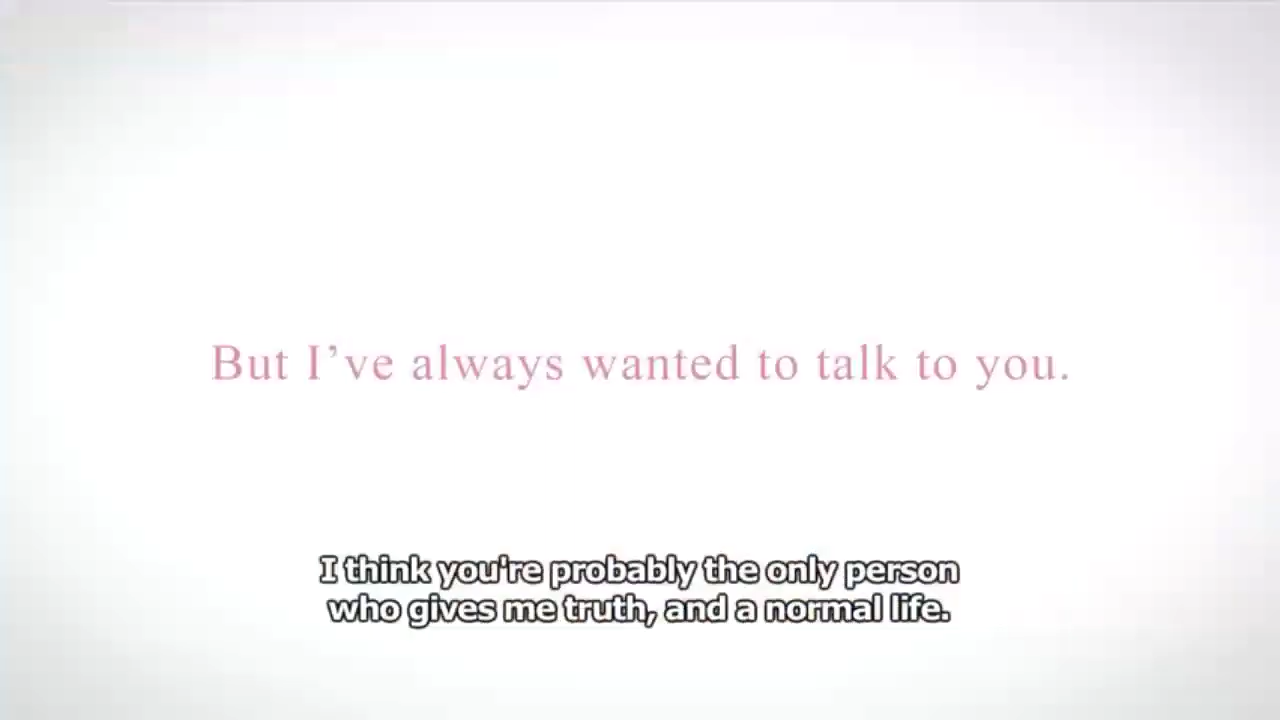 But I’ve always wanted to talk to you.
I think you're probably the only person
who gives me truth, and a normal life.